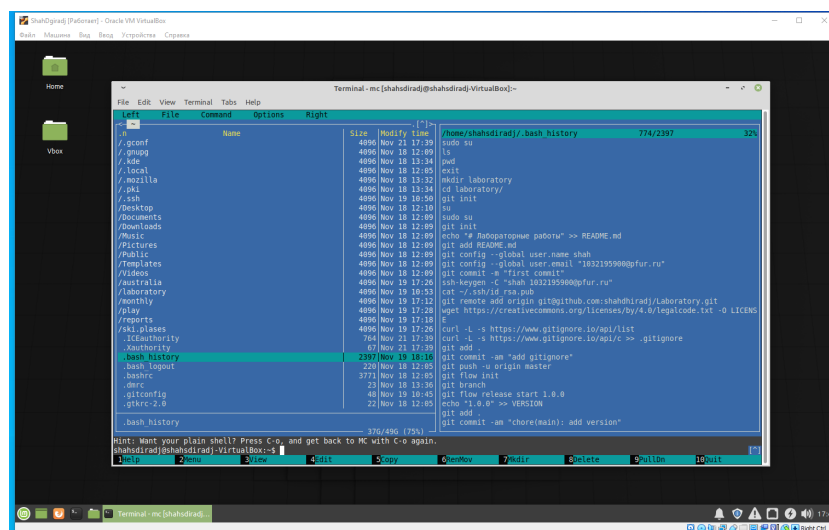 ShahDgiradj [Работает] - Oracle VM VirtualBox
Файл Машина Вид Ввод Устройства Справка
Home
Vbox
Terminal - mc [shahsdiradj@shahsdiradj-VirtualBox]:~
File Edit View Terminal Tabs Help
Left File Command Options Right
<- ~ .[^]>
.n Name Size Modify time
/.gconf 4096 Nov 21 17:39
/.gnupg 4096 Nov 18 12:09
/.kde 4096 Nov 18 13:34
/.local 4096 Nov 18 12:05
/.mozilla 4096 Nov 18 13:32
/.pki 4096 Nov 18 13:34
/.ssh 4096 Nov 19 10:50
/Desktop 4096 Nov 18 12:10
/Documents 4096 Nov 18 12:09
/Downloads 4096 Nov 18 12:09
/Music 4096 Nov 18 12:09
/Pictures 4096 Nov 18 12:09
/Public 4096 Nov 18 12:09
/Templates 4096 Nov 18 12:09
/Videos 4096 Nov 18 12:09
/australia 4096 Nov 19 17:26
/laboratory 4096 Nov 19 10:53
/monthly 4096 Nov 19 17:12
/play 4096 Nov 19 17:28
/reports 4096 Nov 19 17:18
/ski.plases 4096 Nov 19 17:26
.ICEauthority 764 Nov 21 17:39
.Xauthority 67 Nov 21 17:39
.bash_history 2397 Nov 19 18:16
.bash_logout 220 Nov 18 12:05
.bashrc 3771 Nov 18 12:05
.dmrc 23 Nov 18 13:36
.gitconfig 48 Nov 19 10:45
.gtkrc-2.0 22 Nov 18 12:05
.bash_history
37G/49G (75%)
/home/shahsdiradj/.bash_history 774/2397 32%
sudo su
ls
pwd
exit
mkdir laboratory
cd laboratory/
git init
su
sudo su
git init
echo "# Лабораторные работы" >> README.md
git add README.md
git config --global user.name shah
git config --global user.email "1032195900@pfur.ru"
git commit -m "first commit"
ssh-keygen -C "shah 1032195900@pfur.ru"
cat ~/.ssh/id_rsa.pub
git remote add origin git@github.com:shahdhiradj/Laboratory.git
wget https://creativecommons.org/licenses/by/4.0/legalcode.txt -O LICENS
E
curl -L -s https://www.gitignore.io/api/list
curl -L -s https://www.gitignore.io/api/c >> .gitignore
git add .
git commit -am "add gitignore"
git push -u origin master
git flow init
git branch
git flow release start 1.0.0
echo "1.0.0" >> VERSION
git add .
git commit -am "chore(main): add version"
Hint: Want your plain shell? Press C-o, and get back to MC with C-o again.
shahsdiradj@shahsdiradj-VirtualBox:~$ [^]
1Help 2Menu 3View 4Edit 5Copy 6RenMov 7Mkdir 8Delete 9PullDn 10Quit
Terminal - mc [shahsdiradj...
Right Ctrl